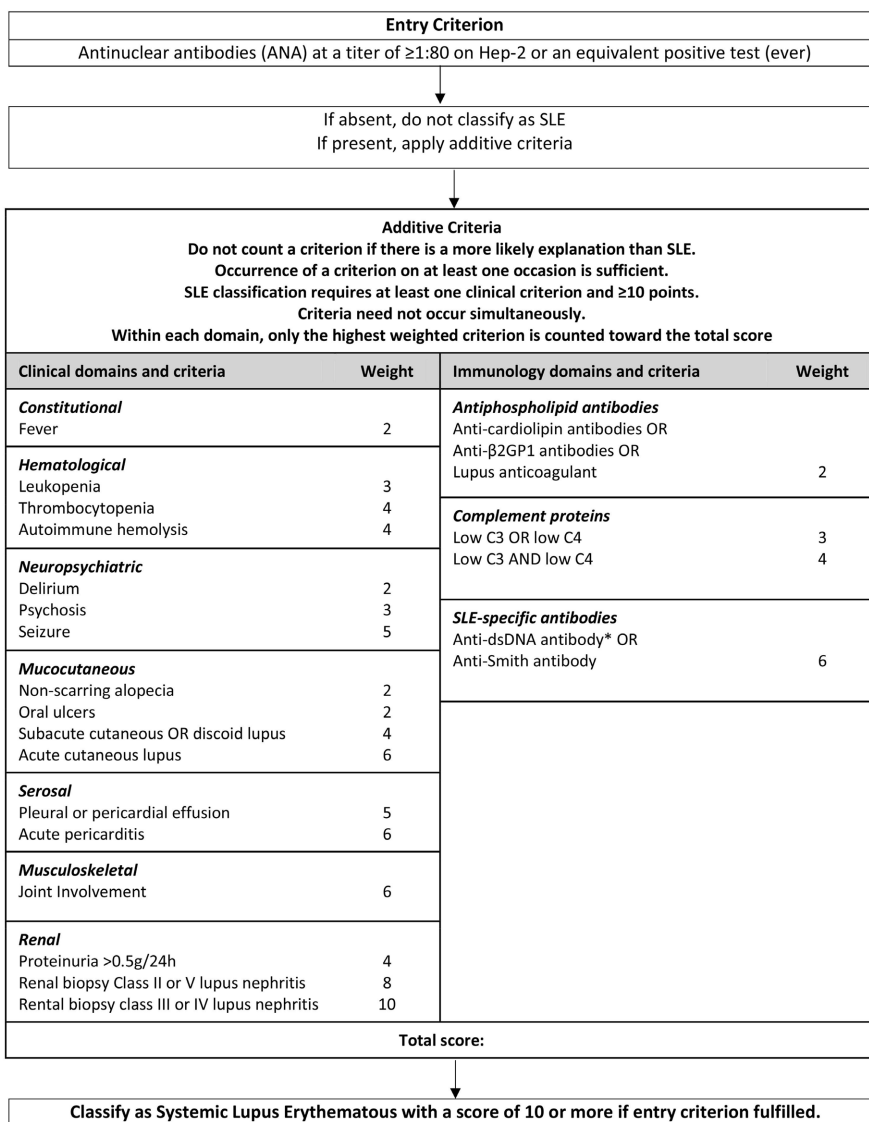 Entry Criterion
Antinuclear antibodies (ANA) at a titer of ≥1:80 on Hep-2 or an equivalent positive test (ever)
If absent, do not classify as SLE
If present, apply additive criteria
Additive Criteria
Do not count a criterion if there is a more likely explanation than SLE.
Occurrence of a criterion on at least one occasion is sufficient.
SLE classification requires at least one clinical criterion and ≥10 points.
Criteria need not occur simultaneously.
Within each domain, only the highest weighted criterion is counted toward the total score
Clinical domains and criteria Weight
Constitutional
Fever 2
Hematological
Leukopenia 3
Thrombocytopenia 4
Autoimmune hemolysis 4
Neuropsychiatric
Delirium 2
Psychosis 3
Seizure 5
Mucocutaneous
Non-scarring alopecia 2
Oral ulcers 2
Subacute cutaneous OR discoid lupus 4
Acute cutaneous lupus 6
Serosal
Pleural or pericardial effusion 5
Acute pericarditis 6
Musculoskeletal
Joint Involvement 6
Renal
Proteinuria >0.5g/24h 4
Renal biopsy Class II or V lupus nephritis 8
Rental biopsy class III or IV lupus nephritis 10
Immunology domains and criteria Weight
Antiphospholipid antibodies
Anti-cardiolipin antibodies OR
Anti-β2GP1 antibodies OR
Lupus anticoagulant 2
Complement proteins
Low C3 OR low C4 3
Low C3 AND low C4 4
SLE-specific antibodies
Anti-dsDNA antibody* OR
Anti-Smith antibody 6
Total score:
Classify as Systemic Lupus Erythematous with a score of 10 or more if entry criterion fulfilled.